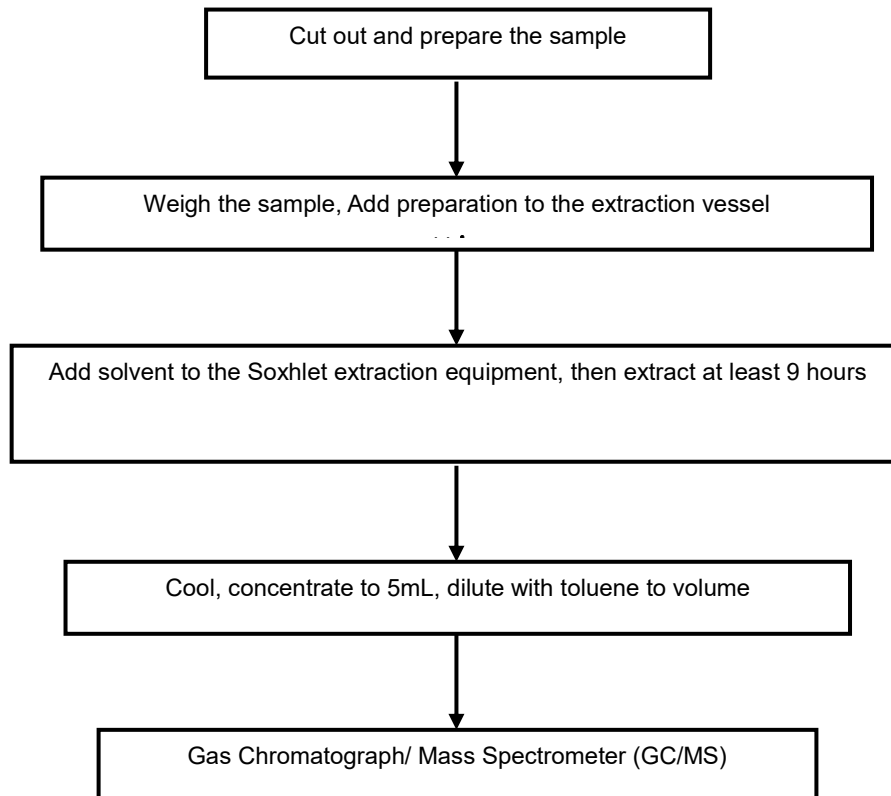 Cut out and prepare the sample
Weigh the sample, Add preparation to the extraction vessel
Add solvent to the Soxhlet extraction equipment, then extract at least 9 hours
Cool, concentrate to 5mL, dilute with toluene to volume
Gas Chromatograph/ Mass Spectrometer (GC/MS)